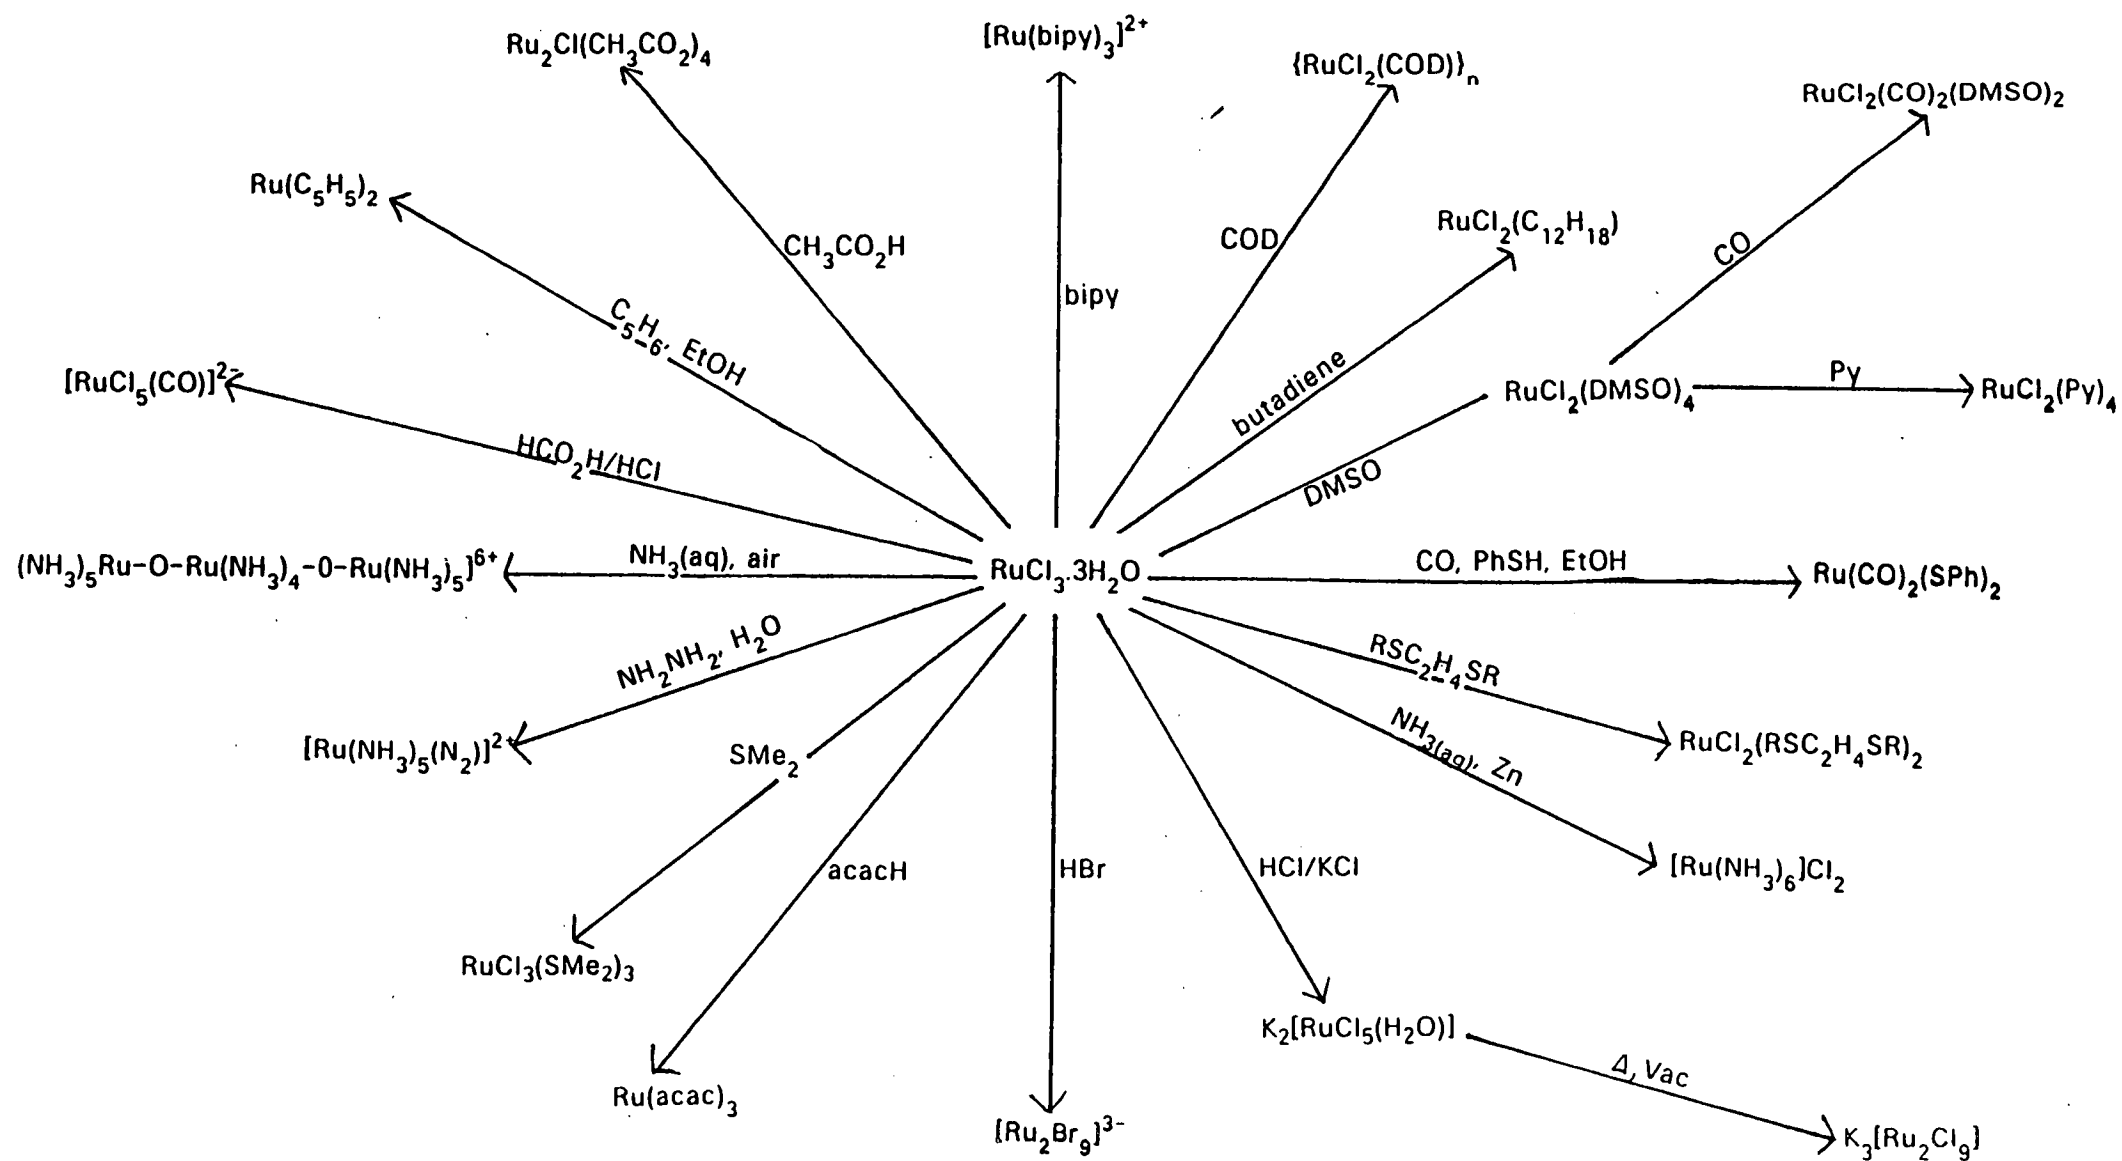 Ru₂Cl(CH₃CO₂)₄
[Ru(bipy)₃]²⁺
{RuCl₂(COD)}ₙ
RuCl₂(CO)₂(DMSO)₂
Ru(C₅H₅)₂
CH₃CO₂H
COD
RuCl₂(C₁₂H₁₈)
CO
bipy
C₅H₆, EtOH
[RuCl₅(CO)]²⁻
butadiene
RuCl₂(DMSO)₄
Py
RuCl₂(Py)₄
HCO₂H/HCl
DMSO
(NH₃)₅Ru–O–Ru(NH₃)₄–O–Ru(NH₃)₅]⁶⁺
NH₃(aq), air
RuCl₃.3H₂O
CO, PhSH, EtOH
Ru(CO)₂(SPh)₂
NH₂NH₂, H₂O
RSC₂H₄SR
[Ru(NH₃)₅(N₂)]²⁺
SMe₂
NH₃(aq), Zn
RuCl₂(RSC₂H₄SR)₂
acacH
HBr
HCl/KCl
[Ru(NH₃)₆]Cl₂
RuCl₃(SMe₂)₃
K₂[RuCl₅(H₂O)]
Δ, Vac
Ru(acac)₃
[Ru₂Br₉]³⁻
K₃[Ru₂Cl₉]